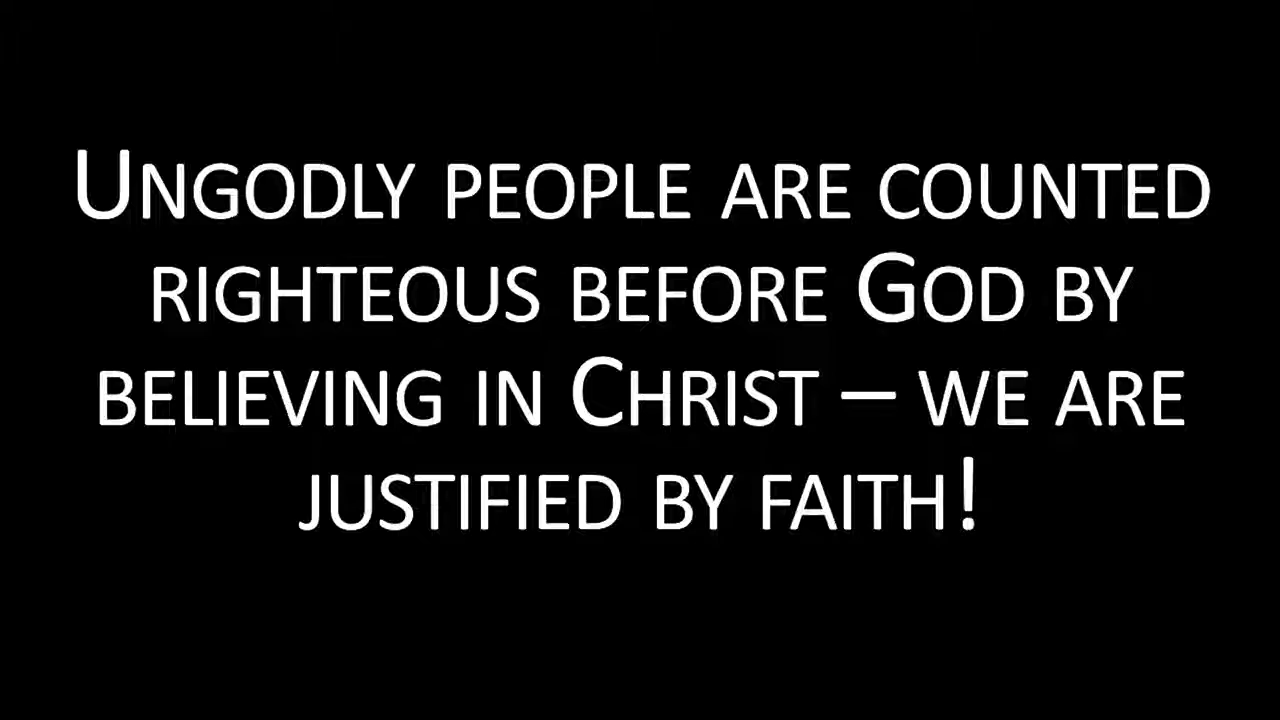 Ungodly people are counted
righteous before God by
believing in Christ – we are
justified by faith!